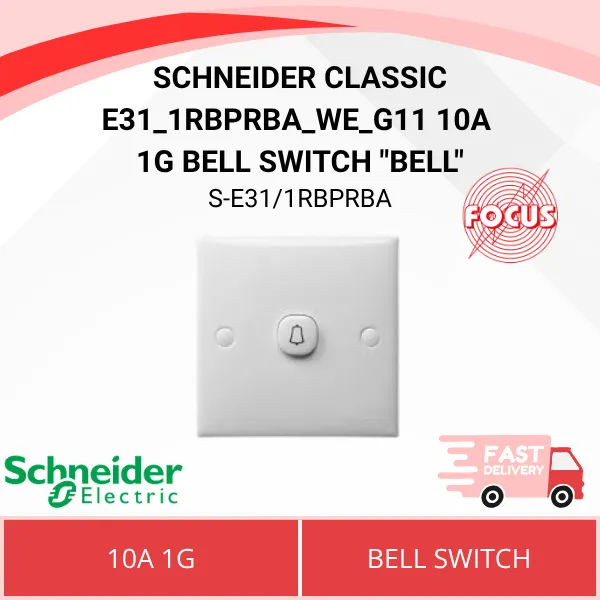 SCHNEIDER CLASSIC
E31_1RBPRBA_WE_G11 10A
1G BELL SWITCH "BELL"
S-E31/1RBPRBA
FOCUS
Schneider
Electric
FAST
DELIVERY
10A 1G
BELL SWITCH